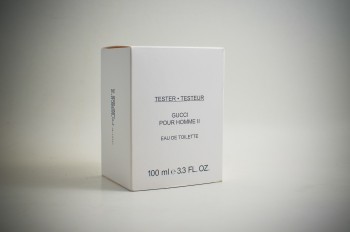 TESTER • TESTEUR
GUCCI
POUR HOMME II
EAU DE TOILETTE
100 ml ℮ 3.3 FL. OZ.